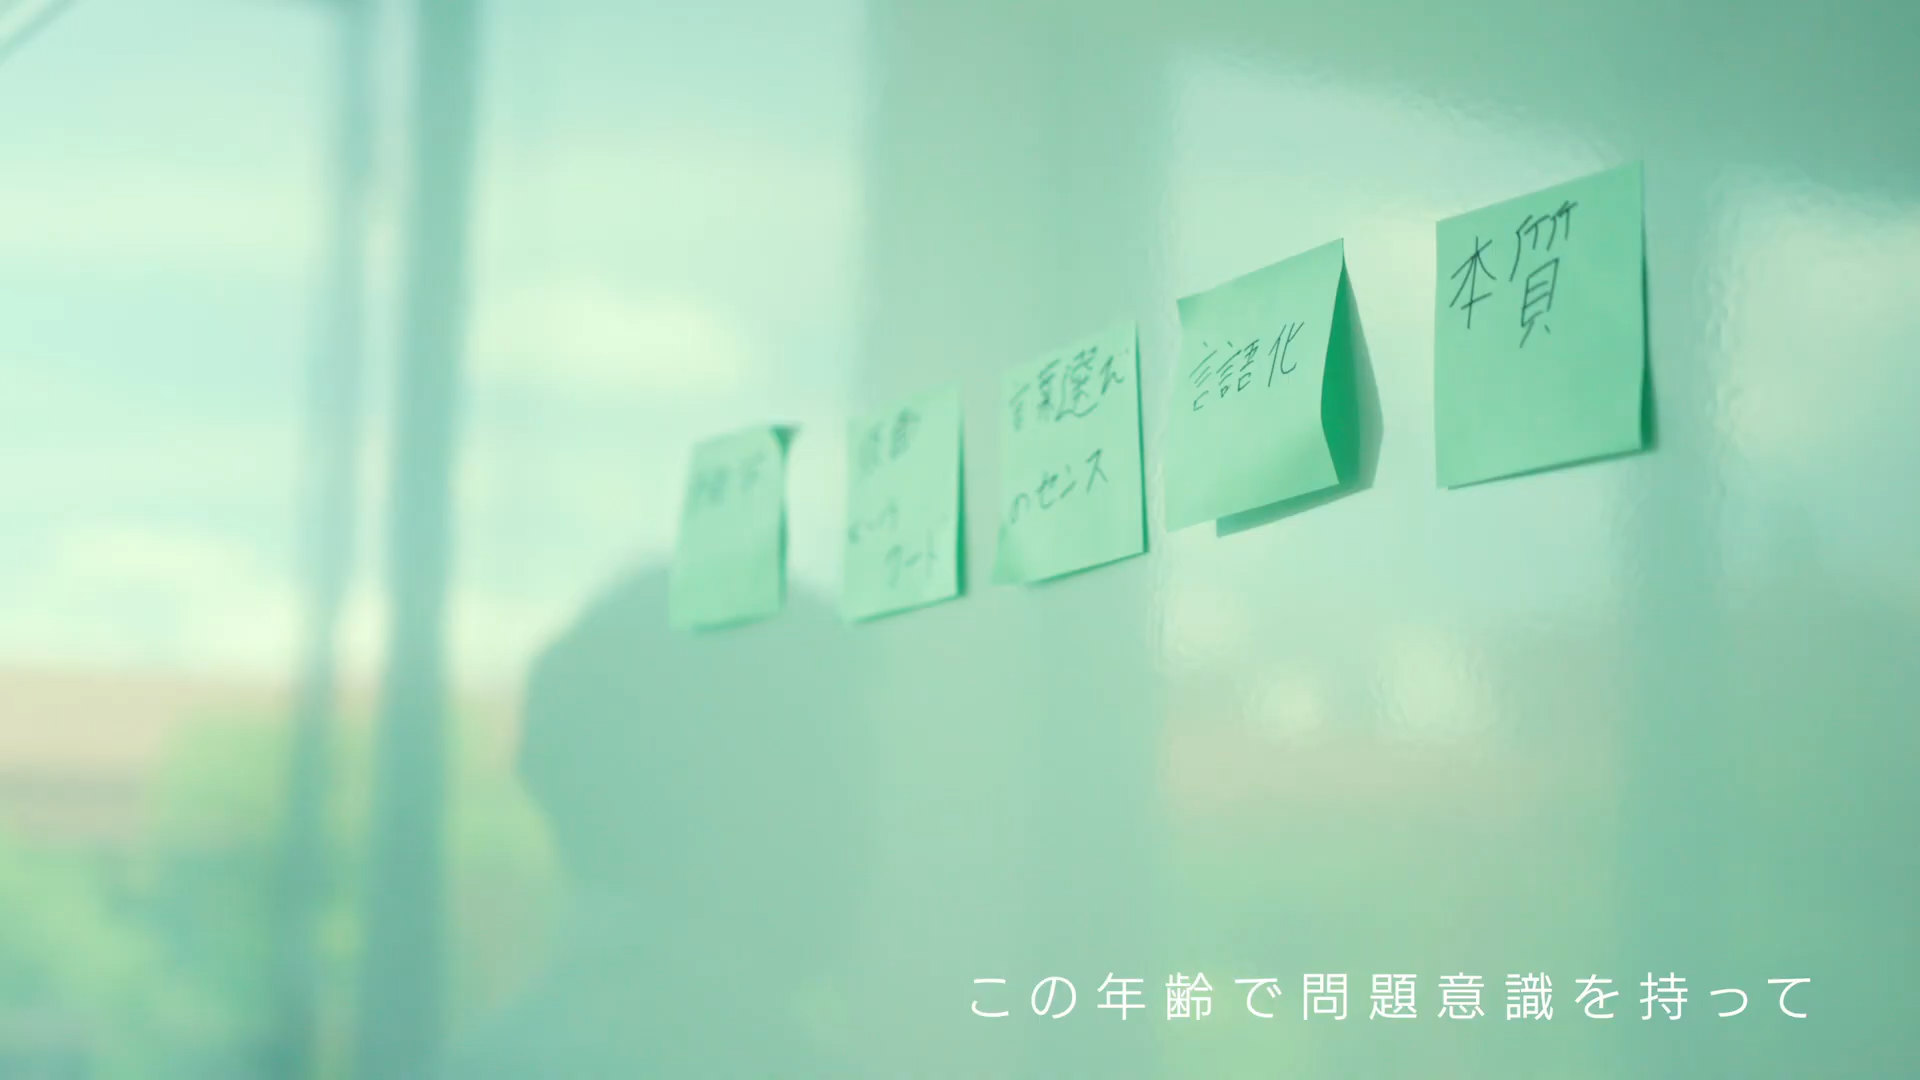 本質
言語化
言葉選び
のセンス
この年齢で問題意識を持って